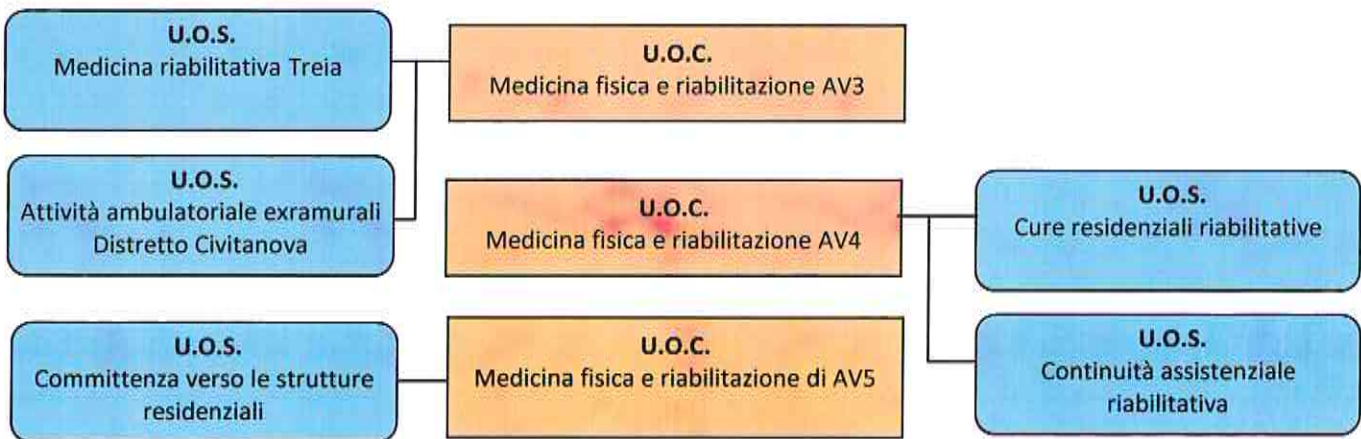 U.O.S.
Medicina riabilitativa Treia
U.O.C.
Medicina fisica e riabilitazione AV3
U.O.S.
Attività ambulatoriale exramurali
Distretto Civitanova
U.O.C.
Medicina fisica e riabilitazione AV4
U.O.S.
Cure residenziali riabilitative
U.O.S.
Committenza verso le strutture
residenziali
U.O.C.
Medicina fisica e riabilitazione di AV5
U.O.S.
Continuità assistenziale
riabilitativa